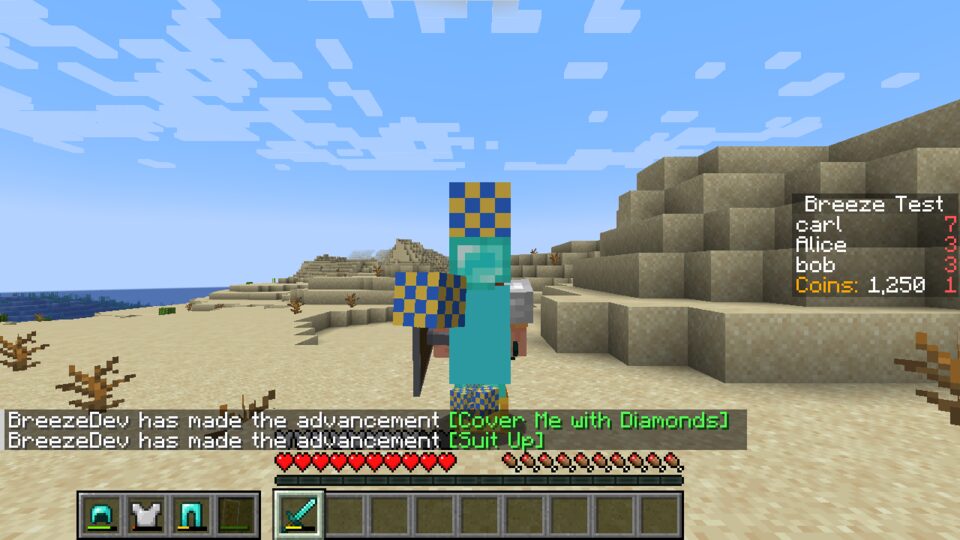 Breeze Test
carl 7
Alice 3
bob 3
Coins: 1,250 1
BreezeDev has made the advancement [Cover Me with Diamonds]
BreezeDev has made the advancement [Suit Up]